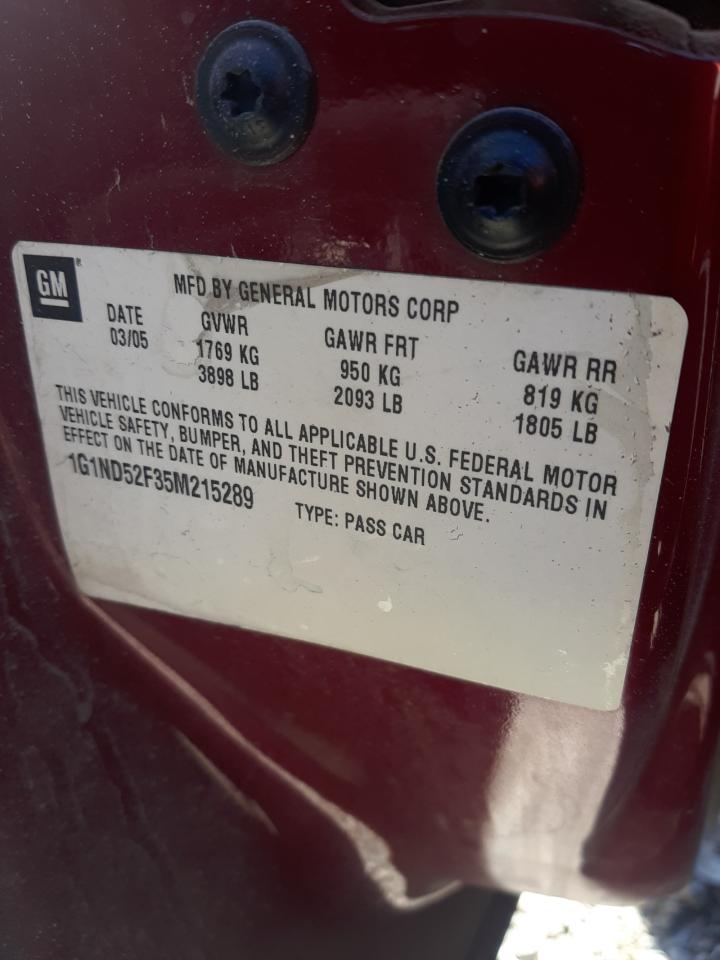 GM
MFD BY GENERAL MOTORS CORP
DATE GVWR GAWR FRT GAWR RR
03/05 1769 KG 950 KG 819 KG
3898 LB 2093 LB 1805 LB
THIS VEHICLE CONFORMS TO ALL APPLICABLE U.S. FEDERAL MOTOR
VEHICLE SAFETY, BUMPER, AND THEFT PREVENTION STANDARDS IN
EFFECT ON THE DATE OF MANUFACTURE SHOWN ABOVE.
1G1ND52F35M215289 TYPE: PASS CAR